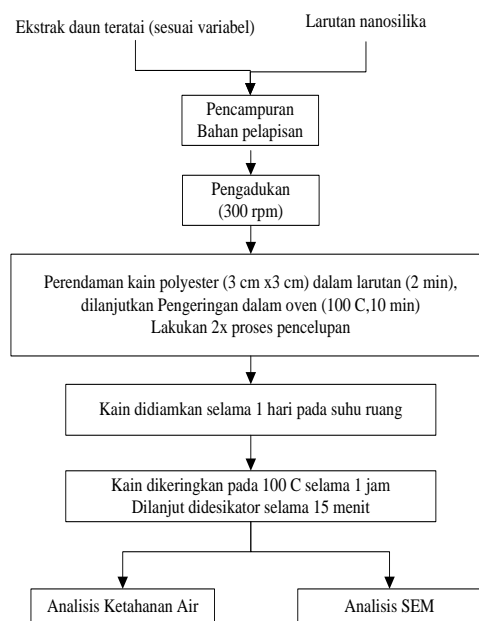 Ekstrak daun teratai (sesuai variabel)
Larutan nanosilika
Pencampuran
Bahan pelapisan
Pengadukan
(300 rpm)
Perendaman kain polyester (3 cm x3 cm) dalam larutan (2 min),
dilanjutkan Pengeringan dalam oven (100 C,10 min)
Lakukan 2x proses pencelupan
Kain didiamkan selama 1 hari pada suhu ruang
Kain dikeringkan pada 100 C selama 1 jam
Dilanjut didesikator selama 15 menit
Analisis Ketahanan Air
Analisis SEM